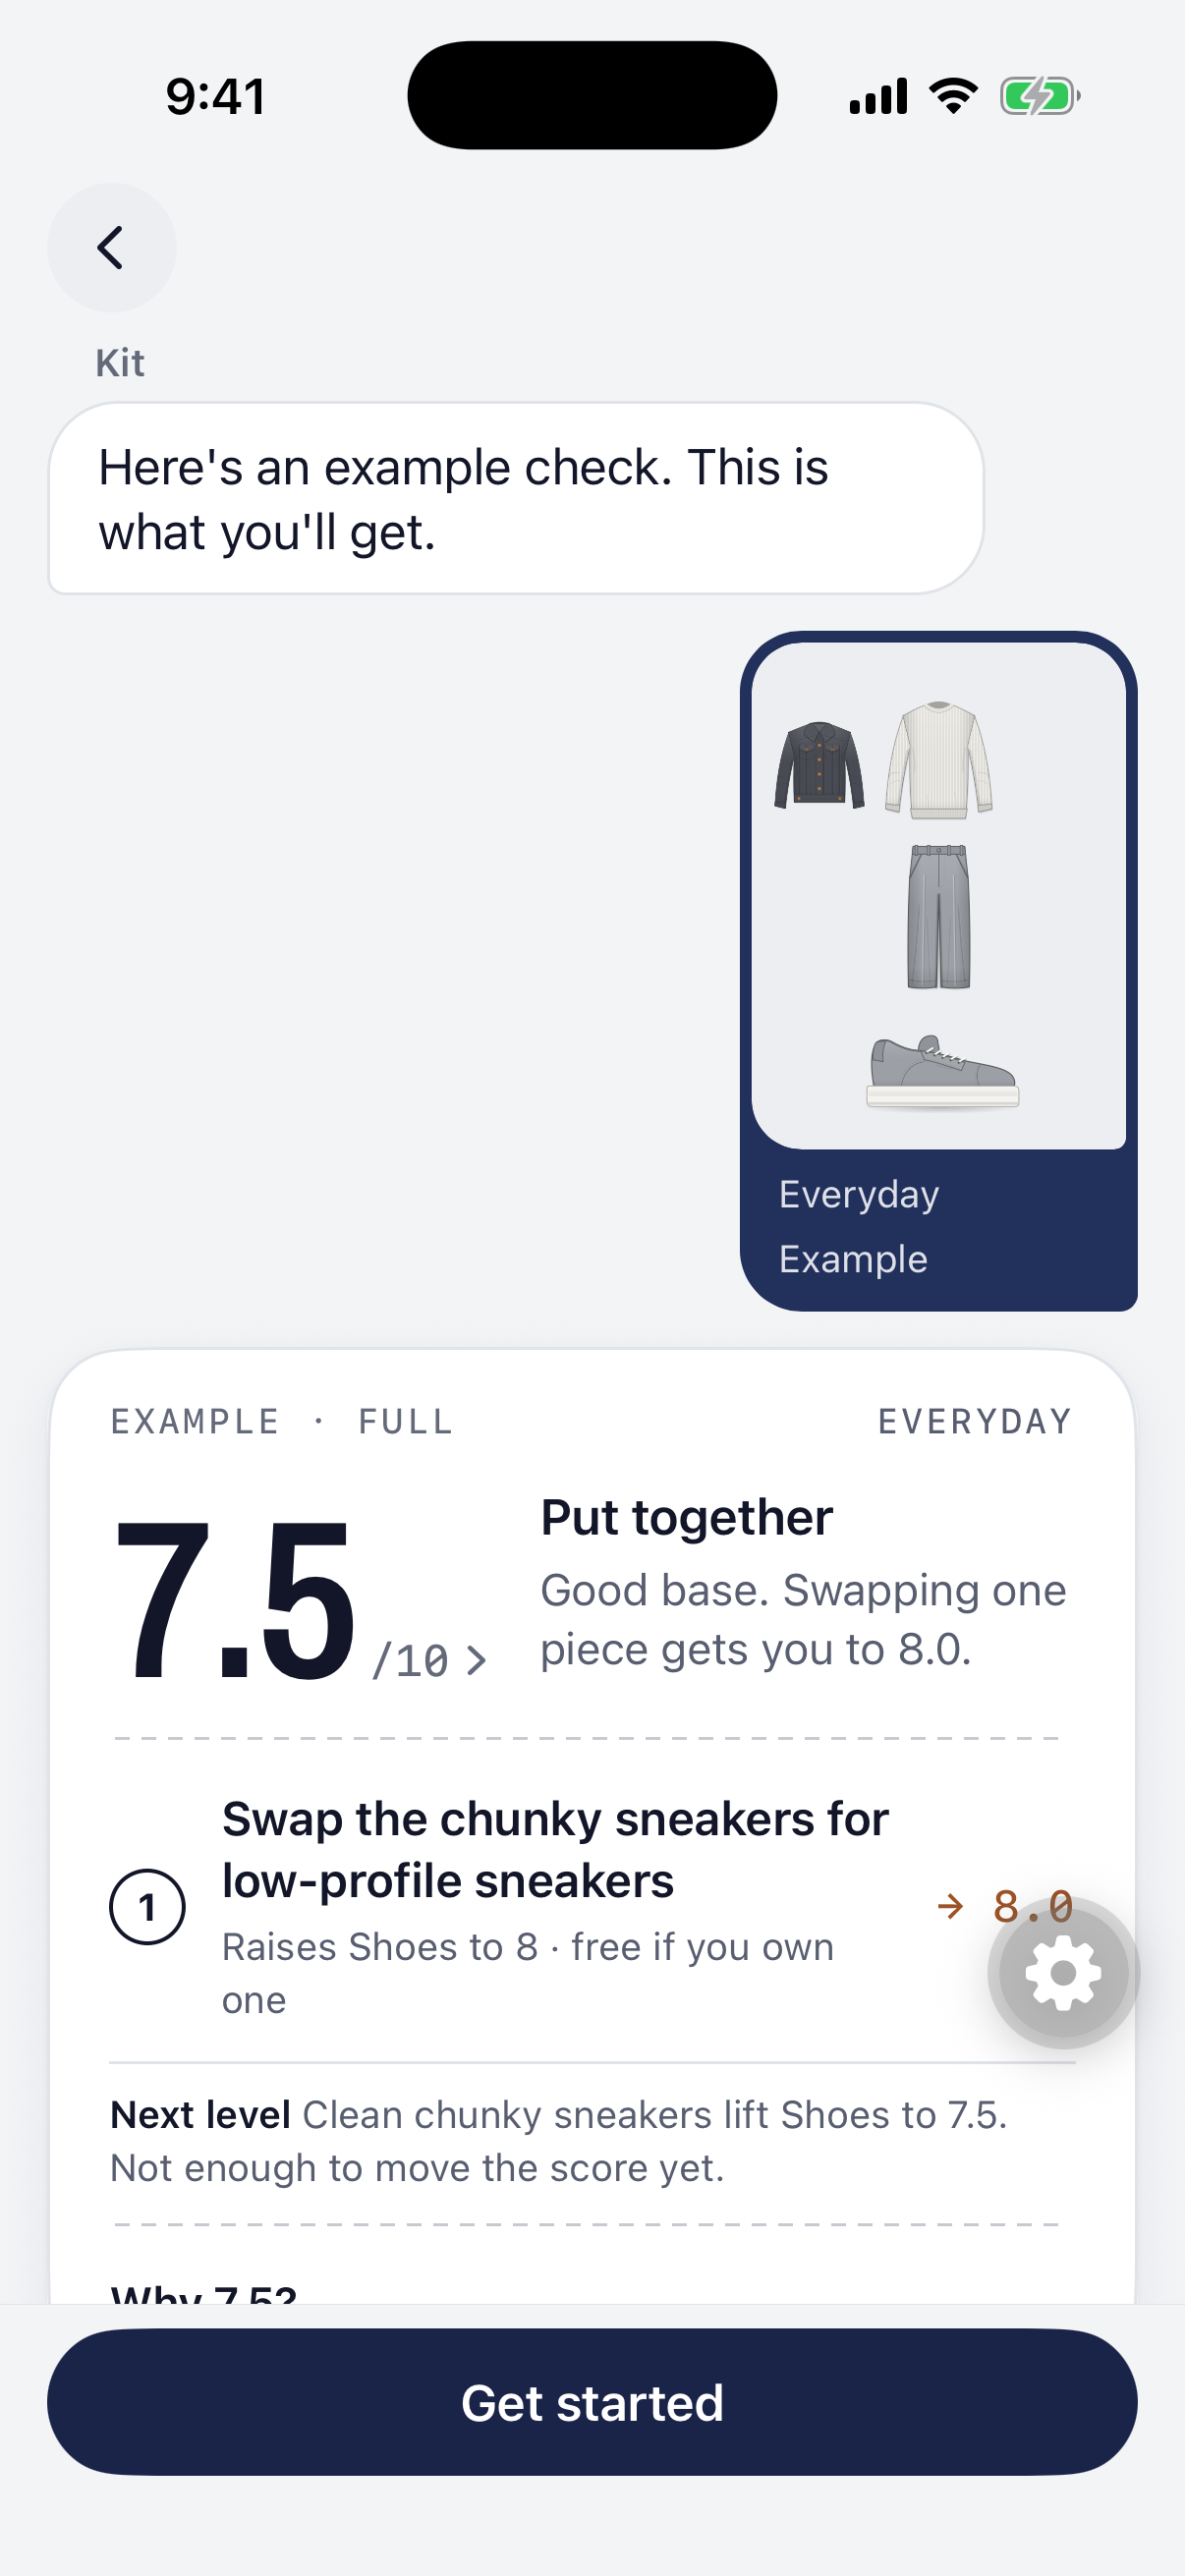 9:41
Kit
Here's an example check. This is
what you'll get.
Everyday
Example
EXAMPLE · FULL
EVERYDAY
7.5 /10
Put together
Good base. Swapping one
piece gets you to 8.0.
1
Swap the chunky sneakers for
low-profile sneakers
Raises Shoes to 8 · free if you own
one
→ 8.0
Next level Clean chunky sneakers lift Shoes to 7.5.
Not enough to move the score yet.
Why 7.5?
Get started